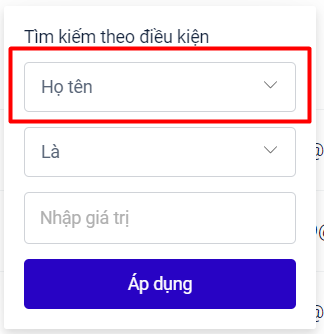 Tìm kiếm theo điều kiện
Họ tên
@
Là
@
Nhập giá trị
Áp dụng
@